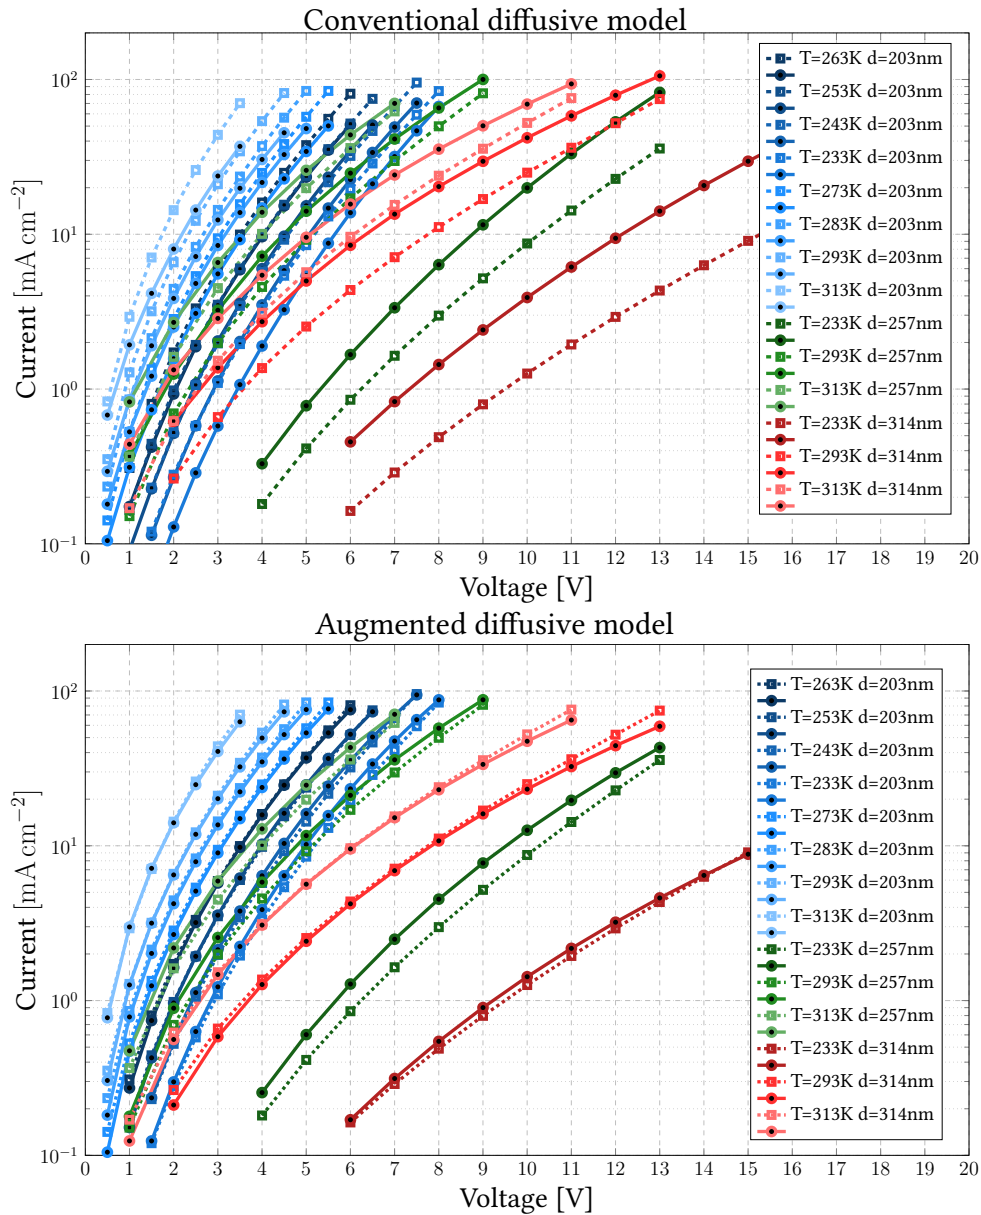 Conventional diffusive model
Current [mA cm⁻²]
10²
10¹
10⁰
10⁻¹
T=263K d=203nm
T=253K d=203nm
T=243K d=203nm
T=233K d=203nm
T=273K d=203nm
T=283K d=203nm
T=293K d=203nm
T=313K d=203nm
T=233K d=257nm
T=293K d=257nm
T=313K d=257nm
T=233K d=314nm
T=293K d=314nm
T=313K d=314nm
0 1 2 3 4 5 6 7 8 9 10 11 12 13 14 15 16 17 18 19 20
Voltage [V]
Augmented diffusive model
Current [mA cm⁻²]
10²
10¹
10⁰
10⁻¹
T=263K d=203nm
T=253K d=203nm
T=243K d=203nm
T=233K d=203nm
T=273K d=203nm
T=283K d=203nm
T=293K d=203nm
T=313K d=203nm
T=233K d=257nm
T=293K d=257nm
T=313K d=257nm
T=233K d=314nm
T=293K d=314nm
T=313K d=314nm
0 1 2 3 4 5 6 7 8 9 10 11 12 13 14 15 16 17 18 19 20
Voltage [V]